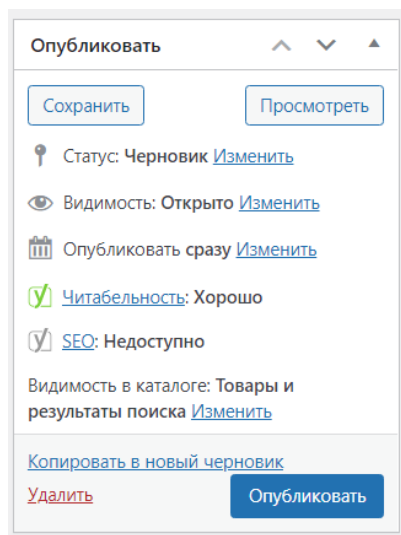 Опубликовать
Сохранить Просмотреть
Статус: Черновик Изменить
Видимость: Открыто Изменить
Опубликовать сразу Изменить
Читабельность: Хорошо
SEO: Недоступно
Видимость в каталоге: Товары и
результаты поиска Изменить
Копировать в новый черновик
Удалить Опубликовать